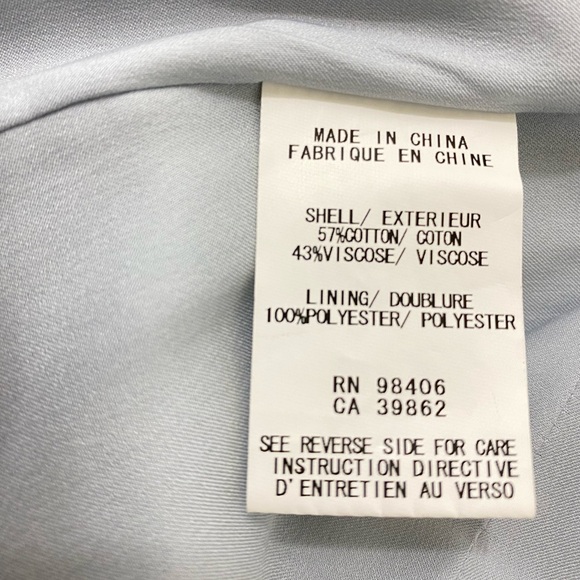 MADE IN CHINA
FABRIQUE EN CHINE
SHELL/ EXTERIEUR
57%COTTON/ COTON
43%VISCOSE/ VISCOSE
LINING/ DOUBLURE
100%POLYESTER/ POLYESTER
RN 98406
CA 39862
SEE REVERSE SIDE FOR CARE
INSTRUCTION DIRECTIVE
D'ENTRETIEN AU VERSO